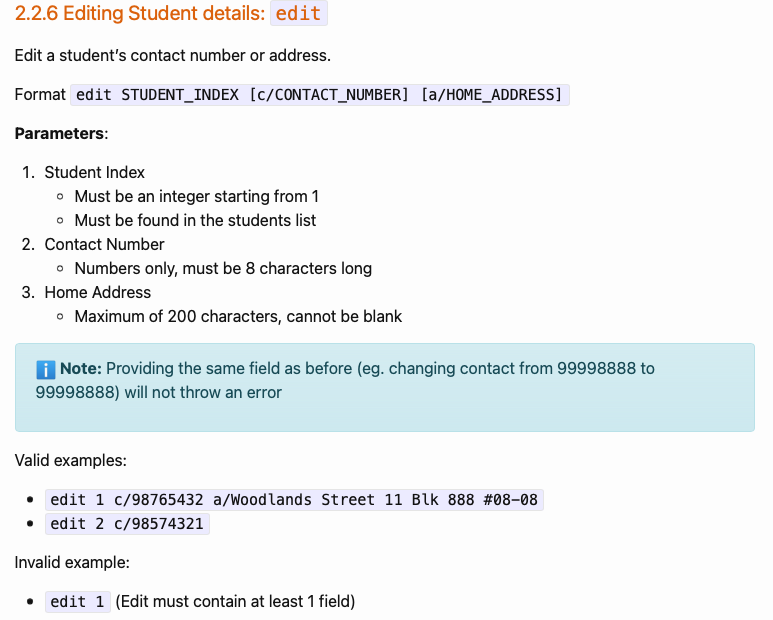 2.2.6 Editing Student details: edit
Edit a student’s contact number or address.
Format edit STUDENT_INDEX [c/CONTACT_NUMBER] [a/HOME_ADDRESS]
Parameters:
1. Student Index
Must be an integer starting from 1
Must be found in the students list
2. Contact Number
Numbers only, must be 8 characters long
3. Home Address
Maximum of 200 characters, cannot be blank
ℹ️ Note: Providing the same field as before (eg. changing contact from 99998888 to
99998888) will not throw an error
Valid examples:
edit 1 c/98765432 a/Woodlands Street 11 Blk 888 #08-08
edit 2 c/98574321
Invalid example:
edit 1 (Edit must contain at least 1 field)